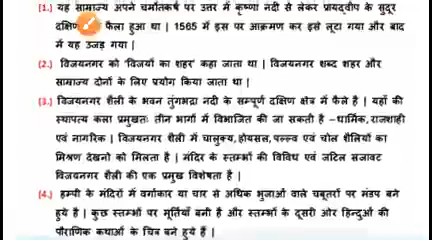 [1.) यह साम्राज्य अपने चर्मोतकर्ष पर उत्तर में कृष्णा नदी से लेकर प्रायद्वीप के सुदूर
फैला हुआ था | 1565 में इस पर आक्रमण कर इसे लूटा गया और बाद
में यह उजड़ गया |
(2.) विजयनगर को 'विजयों का शहर' कहा जाता था | विजयनगर शब्द शहर और
साम्राज्य दोनों के लिए प्रयोग किया जाता था |
(3.) विजयनगर शैली के भवन तुंगभद्रा नदी के सम्पूर्ण दक्षिण क्षेत्र में फैले है | यहाँ की
स्थापत्य कला प्रमुखतः तीन भागों में विभाजित की जा सकती है –धार्मिक,राजशाही
एवं नागरिक | विजयनगर शैली में चालुक्य,होयसल,पल्ल्व एवं चोल शैलियों का
मिश्रण देखनो को मिलता है | मंदिर के स्तम्भों की विविध एवं जटिल सजावट
विजयनगर शैली की एक प्रमुख विशेषता है |
(4.) हम्पी के मंदिरों में वर्गाकार या चार से अधिक भुजाओं वाले चबूतरों पर मंडप बने
हुये है | कुछ स्तम्भों पर मूर्तियाँ बनी है और स्तम्भों के दूसरी ओर हिन्दुओं की
पौराणिक कथाओं के चित्र बने हुये हैं |